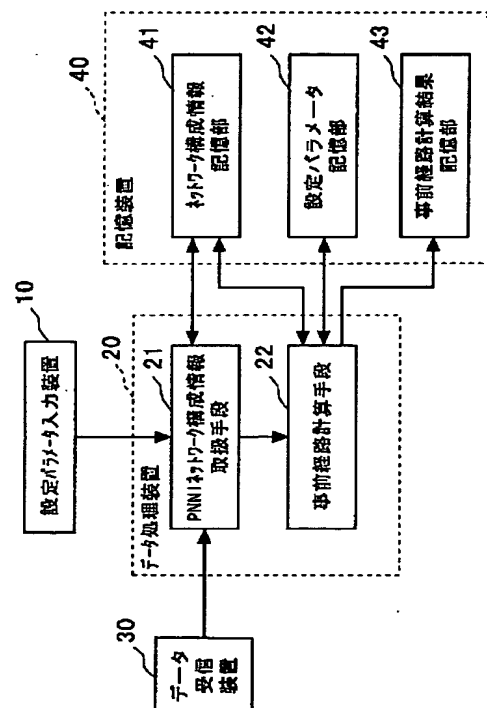 10
設定パラメータ入力装置
20
データ処理装置
21
PNNIネットワーク構成情報
取扱手段
22
事前経路計算手段
30
データ
受信
装置
40
記憶装置
41
ネットワーク構成情報
記憶部
42
設定パラメータ
記憶部
43
事前経路計算結果
記憶部